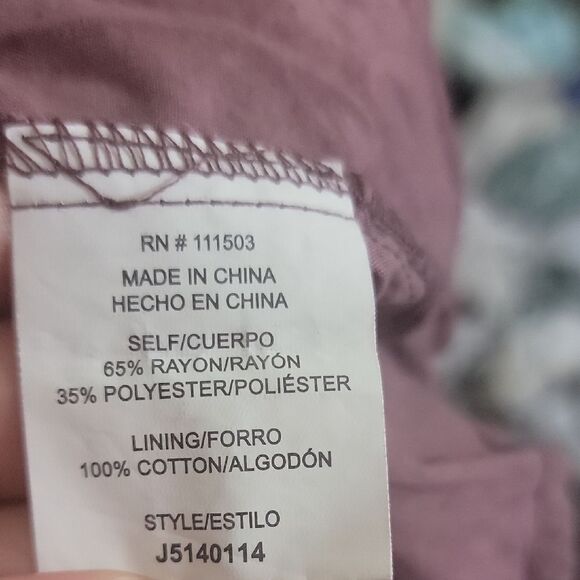 RN # 111503
MADE IN CHINA
HECHO EN CHINA
SELF/CUERPO
65% RAYON/RAYÓN
35% POLYESTER/POLIÉSTER
LINING/FORRO
100% COTTON/ALGODÓN
STYLE/ESTILO
J5140114